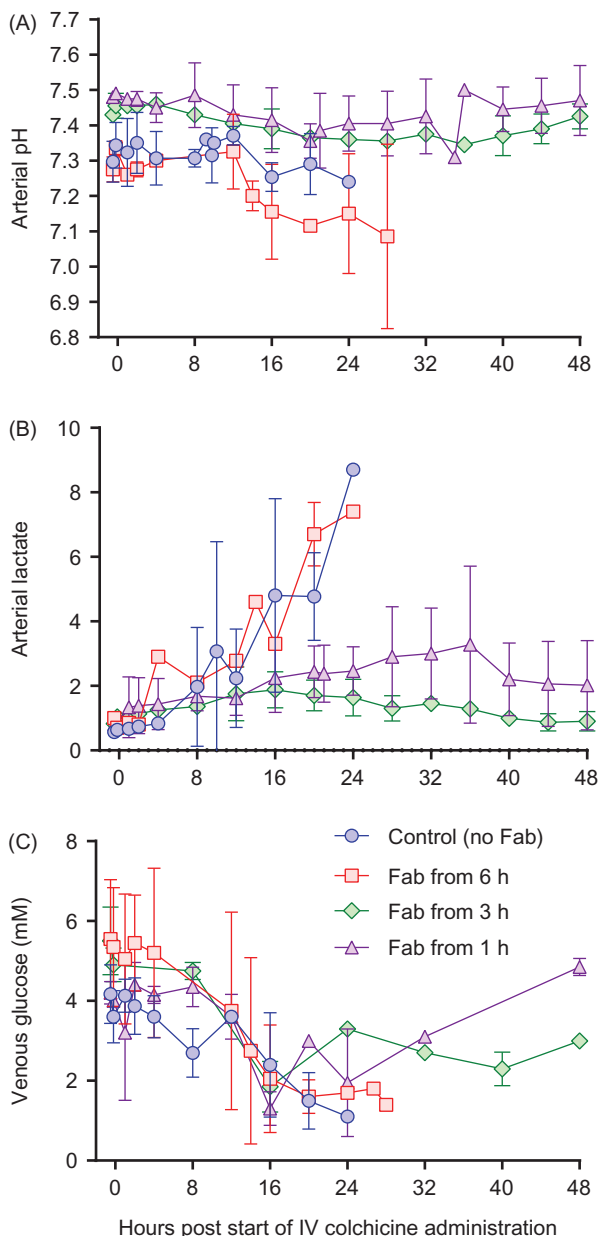 (A)
7.7
7.6
7.5
7.4
7.3
7.2
7.1
7.0
6.9
6.8
Arterial pH
0 8 16 24 32 40 48
(B)
10
8
6
4
2
0
Arterial lactate
0 8 16 24 32 40 48
(C)
8
6
4
2
0
Venous glucose (mM)
Control (no Fab)
Fab from 6 h
Fab from 3 h
Fab from 1 h
0 8 16 24 32 40 48
Hours post start of IV colchicine administration